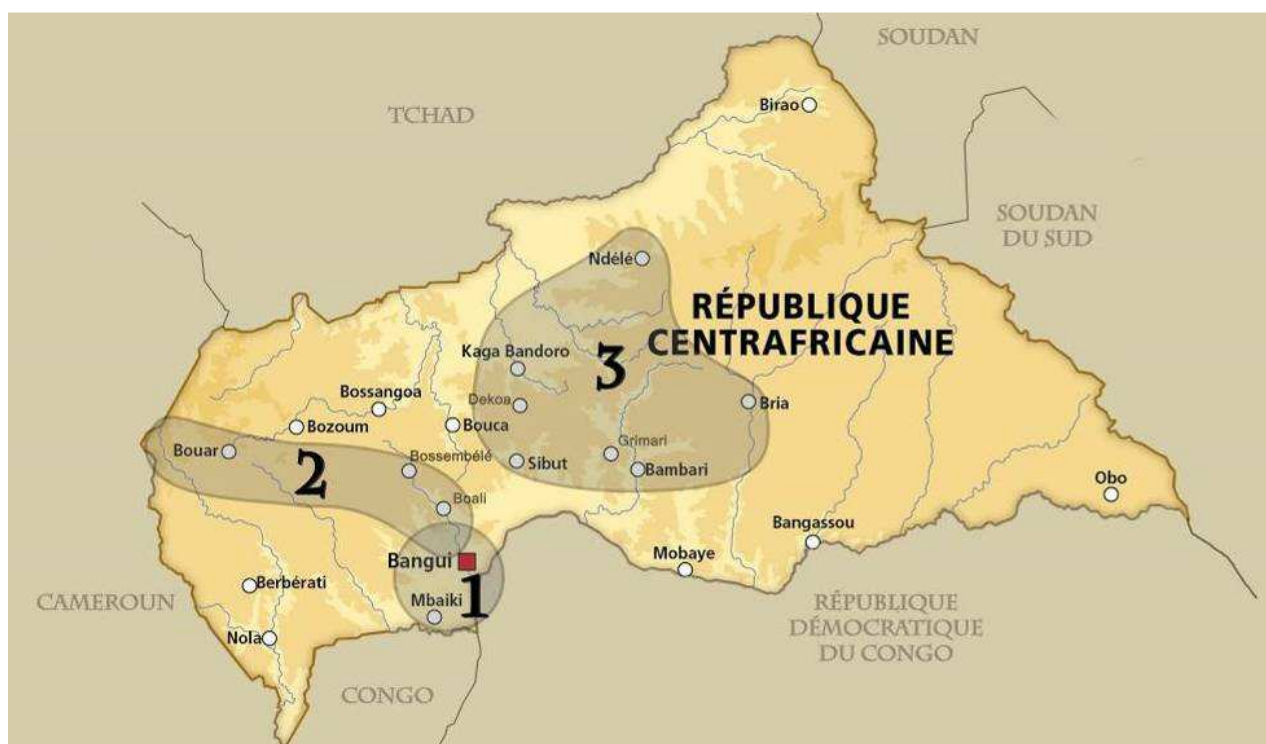 SOUDAN
TCHAD
Birao
SOUDAN
DU SUD
Ndélé
RÉPUBLIQUE
CENTRAFRICAINE
3
Kaga Bandoro
Bossangoa
Dekoa
Bria
Bozoum
Bouca
Bouar
2
Bossembélé
Sibut
Grimari
Bambari
Obo
Boali
Bangassou
Bangui
Mobaye
1
Berbérati
Mbaiki
CAMEROUN
RÉPUBLIQUE
DÉMOCRATIQUE
DU CONGO
Nola
CONGO